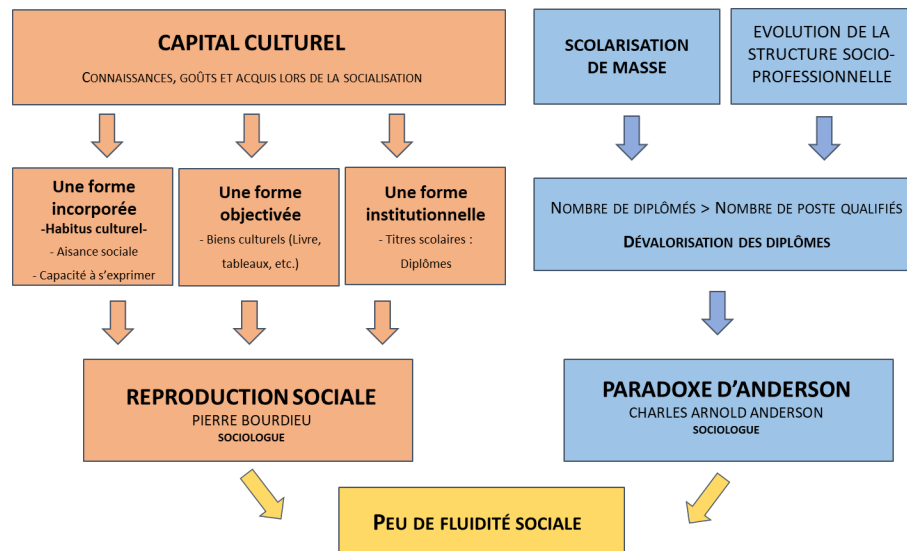 CAPITAL CULTUREL
CONNAISSANCES, GOÛTS ET ACQUIS LORS DE LA SOCIALISATION
SCOLARISATION
DE MASSE
EVOLUTION DE LA
STRUCTURE SOCIO-
PROFESSIONNELLE
Une forme
incorporée
-Habitus culturel-
- Aisance sociale
- Capacité à s'exprimer
Une forme
objectivée
- Biens culturels (Livre,
tableaux, etc.)
Une forme
institutionnelle
- Titres scolaires :
Diplômes
NOMBRE DE DIPLÔMÉS > NOMBRE DE POSTE QUALIFIÉS
DÉVALORISATION DES DIPLÔMES
REPRODUCTION SOCIALE
PIERRE BOURDIEU
SOCIOLOGUE
PARADOXE D'ANDERSON
CHARLES ARNOLD ANDERSON
SOCIOLOGUE
PEU DE FLUIDITÉ SOCIALE